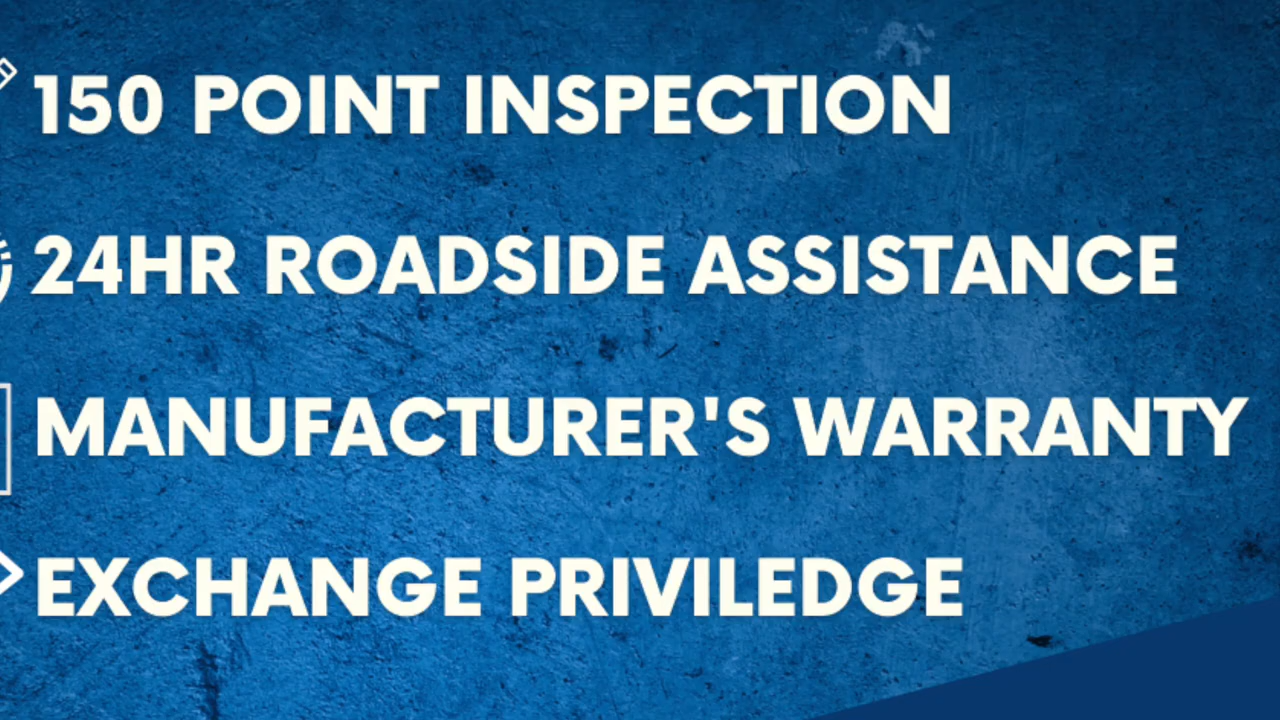 150 POINT INSPECTION
24HR ROADSIDE ASSISTANCE
MANUFACTURER'S WARRANTY
EXCHANGE PRIVILEDGE